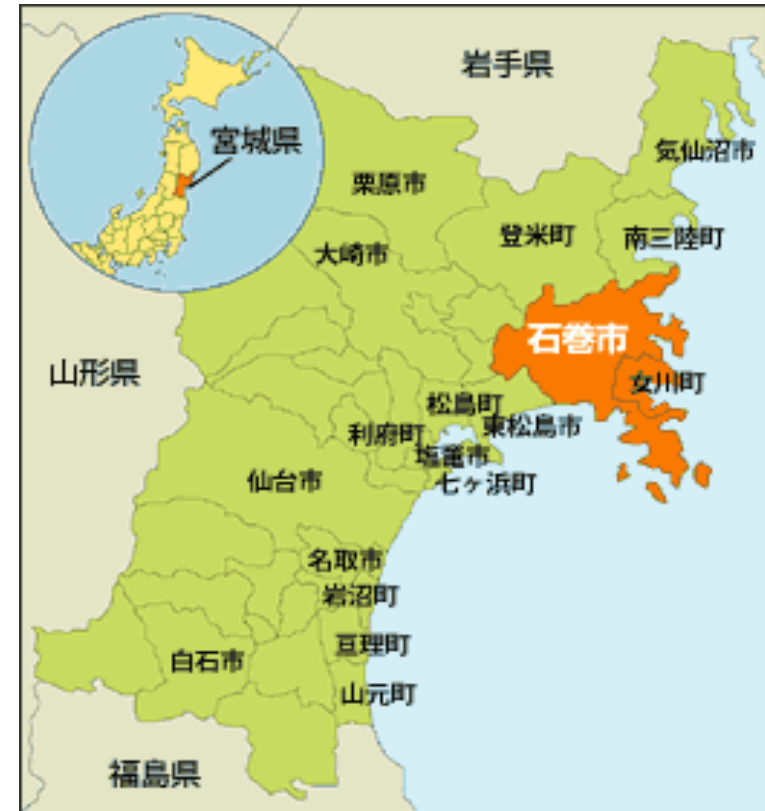 岩手県
宮城県
気仙沼市
栗原市
登米町
南三陸町
大崎市
石巻市
山形県
女川町
松島町
東松島市
利府町
塩竈市
七ヶ浜町
仙台市
名取市
岩沼町
亘理町
白石市
山元町
福島県